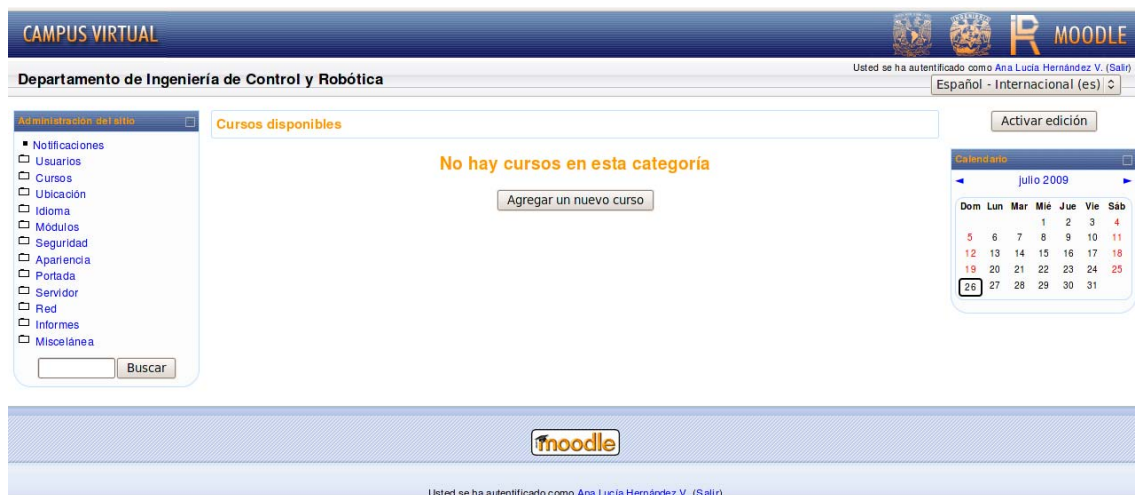 CAMPUS VIRTUAL
MOODLE
Usted se ha autentificado como Ana Lucía Hernández V. (Salir)
Departamento de Ingeniería de Control y Robótica
Español - Internacional (es)
Administración del sitio
Notificaciones
Usuarios
Cursos
Ubicación
Idioma
Módulos
Seguridad
Apariencia
Portada
Servidor
Red
Informes
Miscelánea
Buscar
Cursos disponibles
No hay cursos en esta categoría
Agregar un nuevo curso
Activar edición
Calendario
◄ julio 2009 ►
Dom Lun Mar Mié Jue Vie Sáb
1 2 3 4
5 6 7 8 9 10 11
12 13 14 15 16 17 18
19 20 21 22 23 24 25
26 27 28 29 30 31
moodle
Usted se ha autentificado como Ana Lucía Hernández V. (Salir)